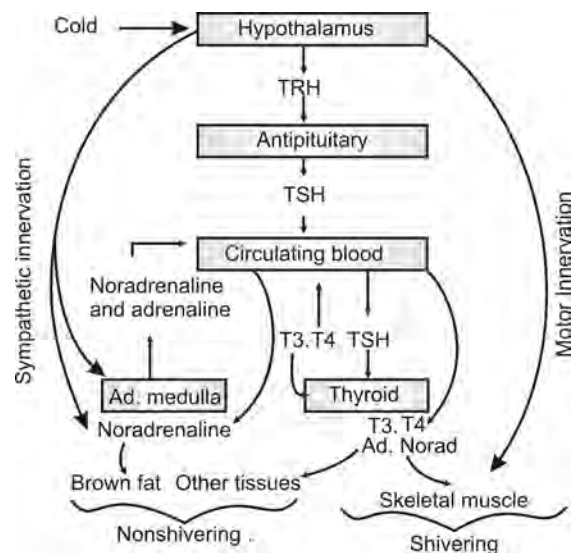 Cold
Hypothalamus
TRH
Antipituitary
TSH
Sympathetic innervation
Motor Innervation
Circulating blood
Noradrenaline
and adrenaline
T3. T4
TSH
Ad. medulla
Thyroid
Noradrenaline
T3. T4
Ad. Norad
Brown fat
Other tissues
Skeletal muscle
Nonshivering .
Shivering